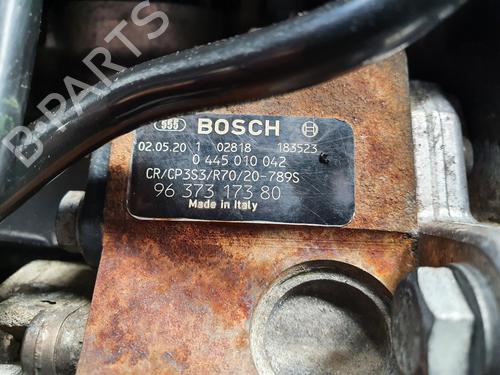 555 BOSCH
02.05.20 1 02818 183523
0 445 010 042
CR/CP3S3/R70/20-789S
96 373 173 80
Made in Italy
B-PARTS